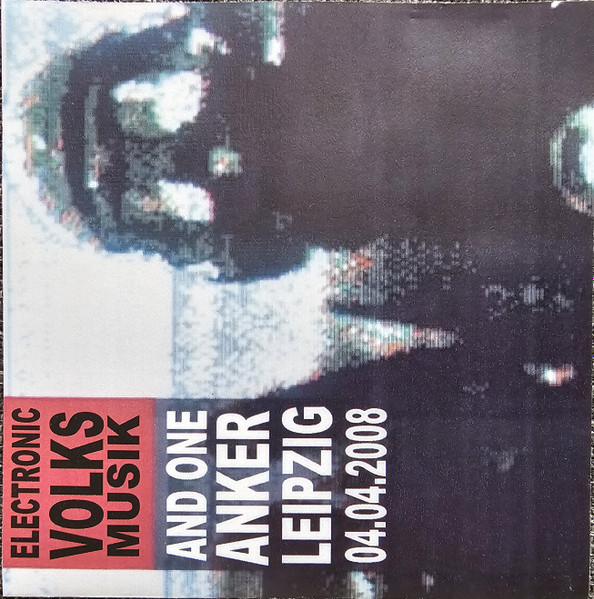 ELECTRONIC
VOLKS
MUSIK
AND ONE
ANKER
LEIPZIG
04.04.2008